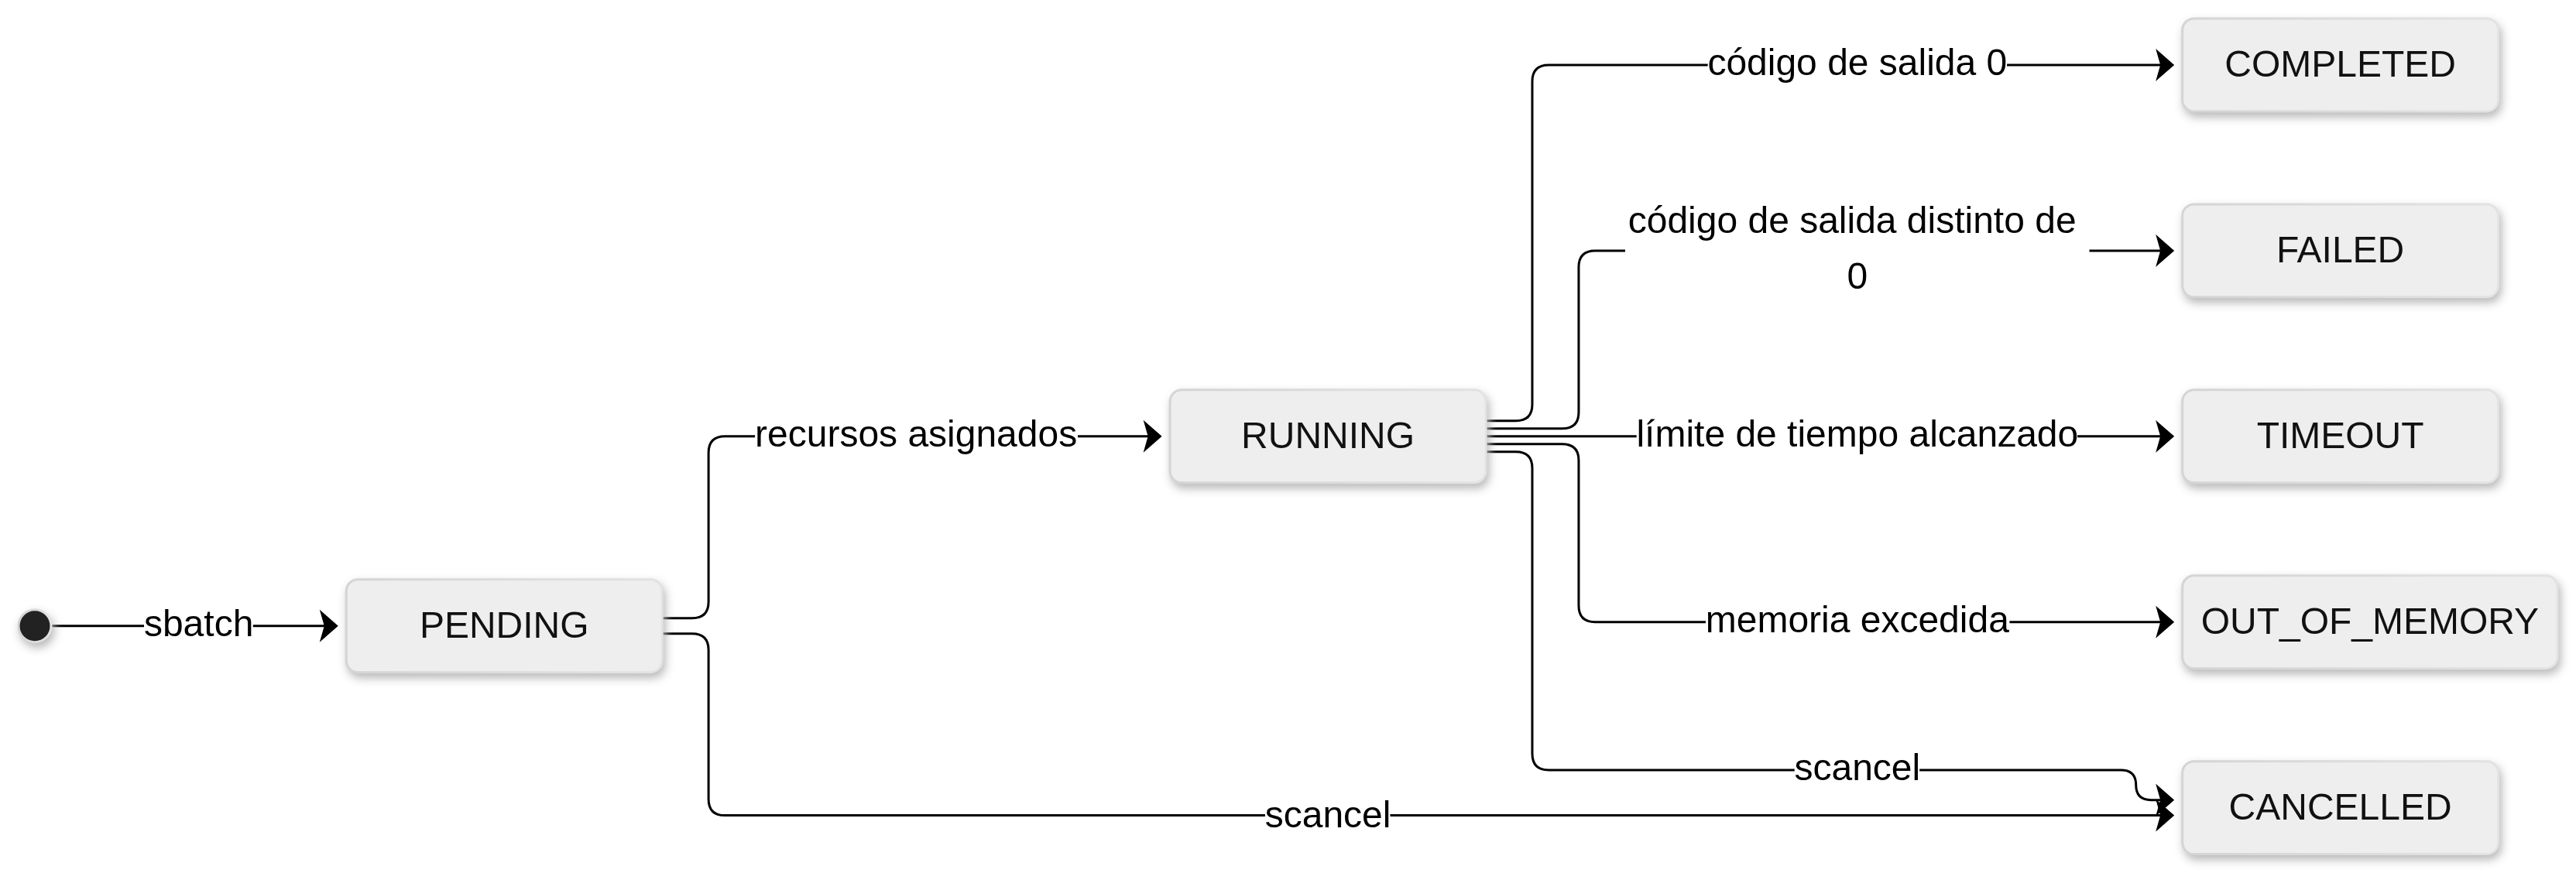 código de salida 0
COMPLETED
código de salida distinto de
0
FAILED
recursos asignados
RUNNING
límite de tiempo alcanzado
TIMEOUT
sbatch
PENDING
memoria excedida
OUT_OF_MEMORY
scancel
scancel
CANCELLED